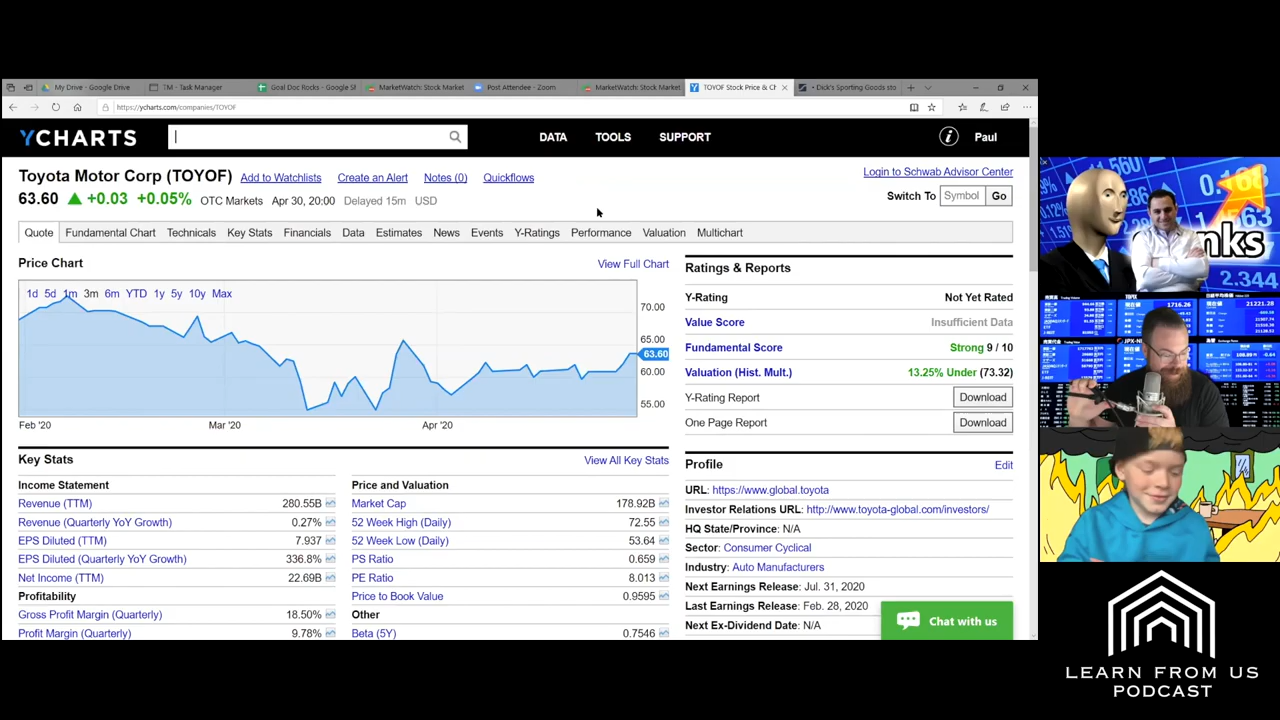 My Drive - Google Drive
TM - Task Manager
Goal Doc Rocks - Google Sh
MarketWatch: Stock Market
Post Attendee - Zoom
MarketWatch: Stock Market
TOYOF Stock Price & Ch
Dick's Sporting Goods sto
https://ycharts.com/companies/TOYOF
YCHARTS
DATA TOOLS SUPPORT
Paul
Toyota Motor Corp (TOYOF) Add to Watchlists Create an Alert Notes (0) Quickflows
Login to Schwab Advisor Center
63.60 +0.03 +0.05% OTC Markets Apr 30, 20:00 Delayed 15m USD
Switch To Symbol Go
Quote Fundamental Chart Technicals Key Stats Financials Data Estimates News Events Y-Ratings Performance Valuation Multichart
Price Chart View Full Chart
1d 5d 1m 3m 6m YTD 1y 5y 10y Max
70.00
65.00
63.60
60.00
55.00
Feb '20 Mar '20 Apr '20
Key Stats View All Key Stats
Income Statement
Revenue (TTM) 280.55B
Revenue (Quarterly YoY Growth) 0.27%
EPS Diluted (TTM) 7.937
EPS Diluted (Quarterly YoY Growth) 336.8%
Net Income (TTM) 22.69B
Profitability
Gross Profit Margin (Quarterly) 18.50%
Profit Margin (Quarterly) 9.78%
Price and Valuation
Market Cap 178.92B
52 Week High (Daily) 72.55
52 Week Low (Daily) 53.64
PS Ratio 0.659
PE Ratio 8.013
Price to Book Value 0.9595
Other
Beta (5Y) 0.7546
Ratings & Reports
Y-Rating Not Yet Rated
Value Score Insufficient Data
Fundamental Score Strong 9 / 10
Valuation (Hist. Mult.) 13.25% Under (73.32)
Y-Rating Report Download
One Page Report Download
Profile Edit
URL: https://www.global.toyota
Investor Relations URL: http://www.toyota-global.com/investors/
HQ State/Province: N/A
Sector: Consumer Cyclical
Industry: Auto Manufacturers
Next Earnings Release: Jul. 31, 2020
Last Earnings Release: Feb. 28, 2020
Next Ex-Dividend Date: N/A
Chat with us
11,560
0.168
nks
2.344
TOPIX
1716.26
21221.28
LEARN FROM US
PODCAST